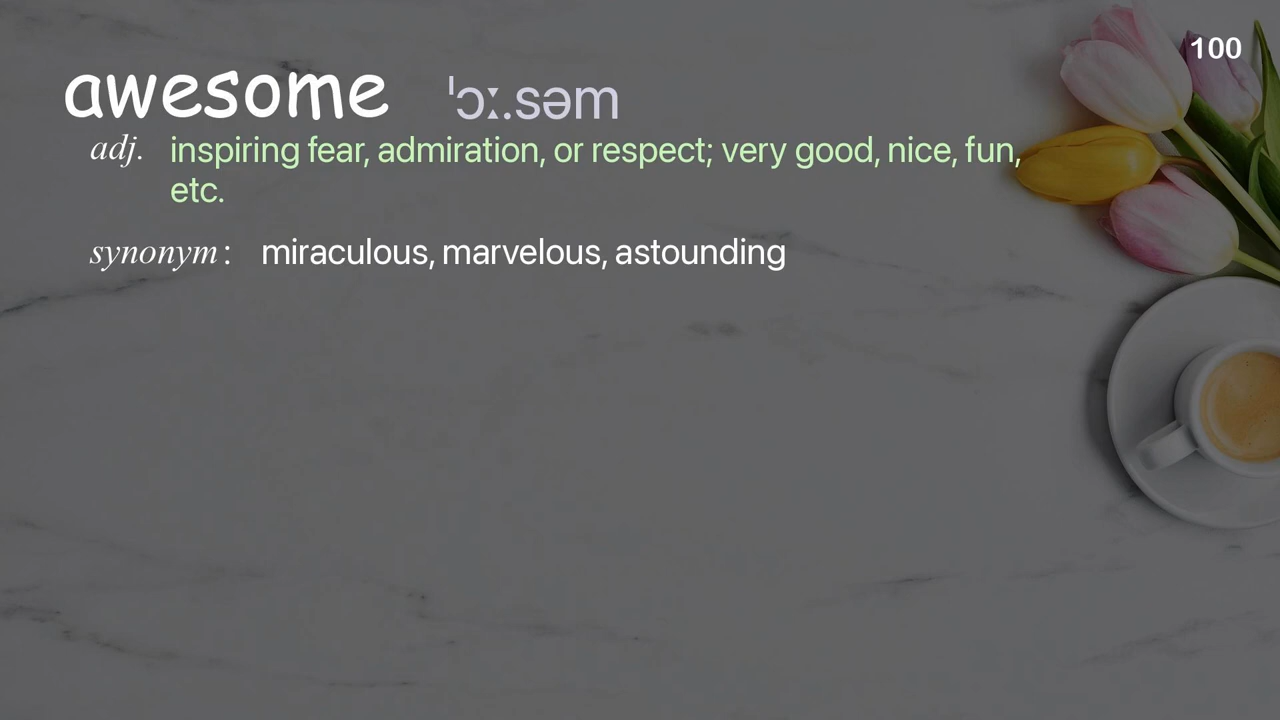 100
awesome ˈɔː.səm
adj. inspiring fear, admiration, or respect; very good, nice, fun,
etc.
synonym: miraculous, marvelous, astounding